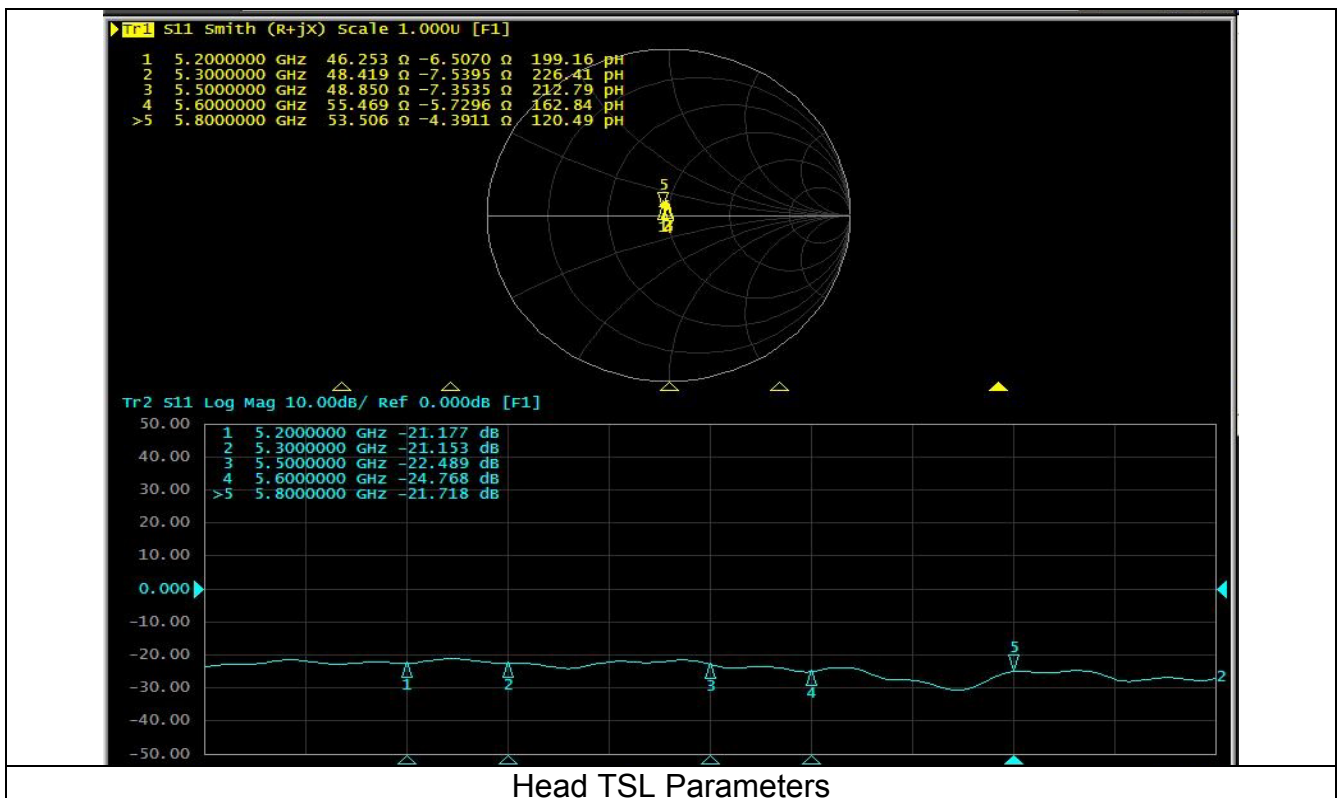 Tr1 S11 Smith (R+jX) Scale 1.000U [F1]
1 5.2000000 GHz 46.253 Ω -6.5070 Ω 199.16 pH
2 5.3000000 GHz 48.419 Ω -7.5395 Ω 226.41 pH
3 5.5000000 GHz 48.850 Ω -7.3535 Ω 212.79 pH
4 5.6000000 GHz 55.469 Ω -5.7296 Ω 162.84 pH
>5 5.8000000 GHz 53.506 Ω -4.3911 Ω 120.49 pH
5
Tr2 S11 Log Mag 10.00dB/ Ref 0.000dB [F1]
50.00
40.00
30.00
20.00
10.00
0.000
-10.00
-20.00
-30.00
-40.00
-50.00
1 5.2000000 GHz -21.177 dB
2 5.3000000 GHz -21.153 dB
3 5.5000000 GHz -22.489 dB
4 5.6000000 GHz -24.768 dB
>5 5.8000000 GHz -21.718 dB
1
2
3
4
5
2
Head TSL Parameters